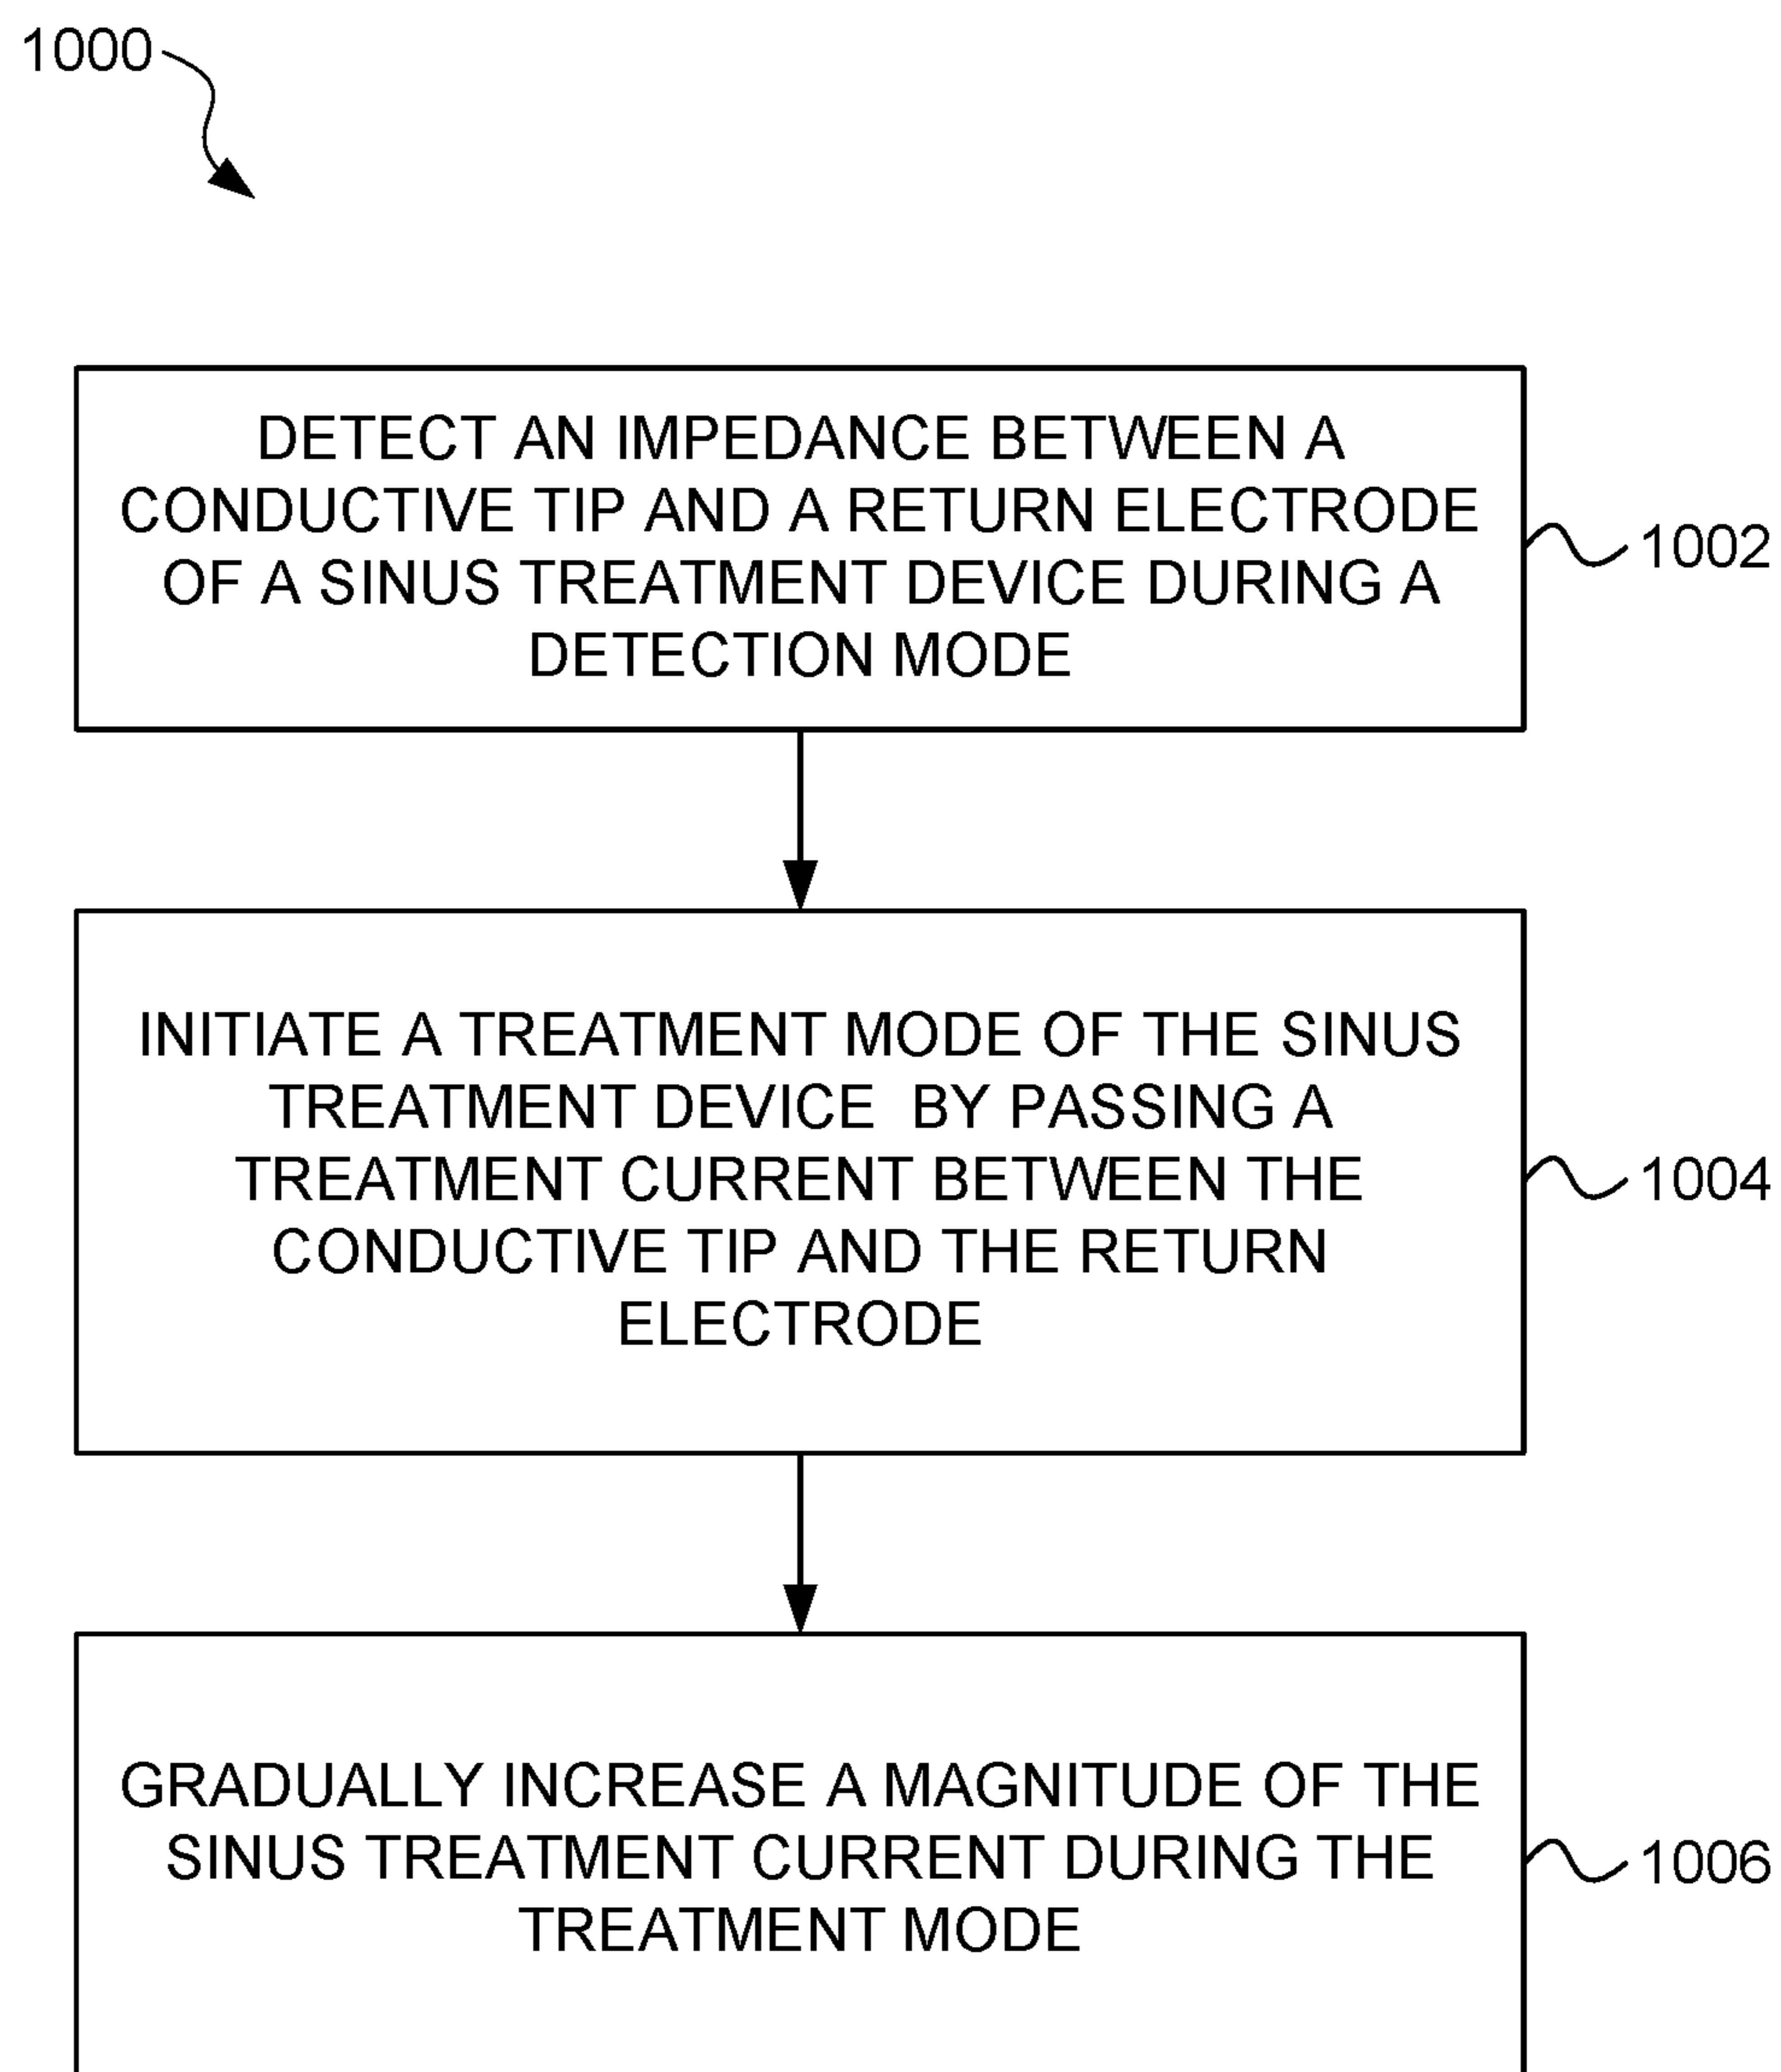 1000
DETECT AN IMPEDANCE BETWEEN A
CONDUCTIVE TIP AND A RETURN ELECTRODE
OF A SINUS TREATMENT DEVICE DURING A
DETECTION MODE
1002
INITIATE A TREATMENT MODE OF THE SINUS
TREATMENT DEVICE BY PASSING A
TREATMENT CURRENT BETWEEN THE
CONDUCTIVE TIP AND THE RETURN
ELECTRODE
1004
GRADUALLY INCREASE A MAGNITUDE OF THE
SINUS TREATMENT CURRENT DURING THE
TREATMENT MODE
1006